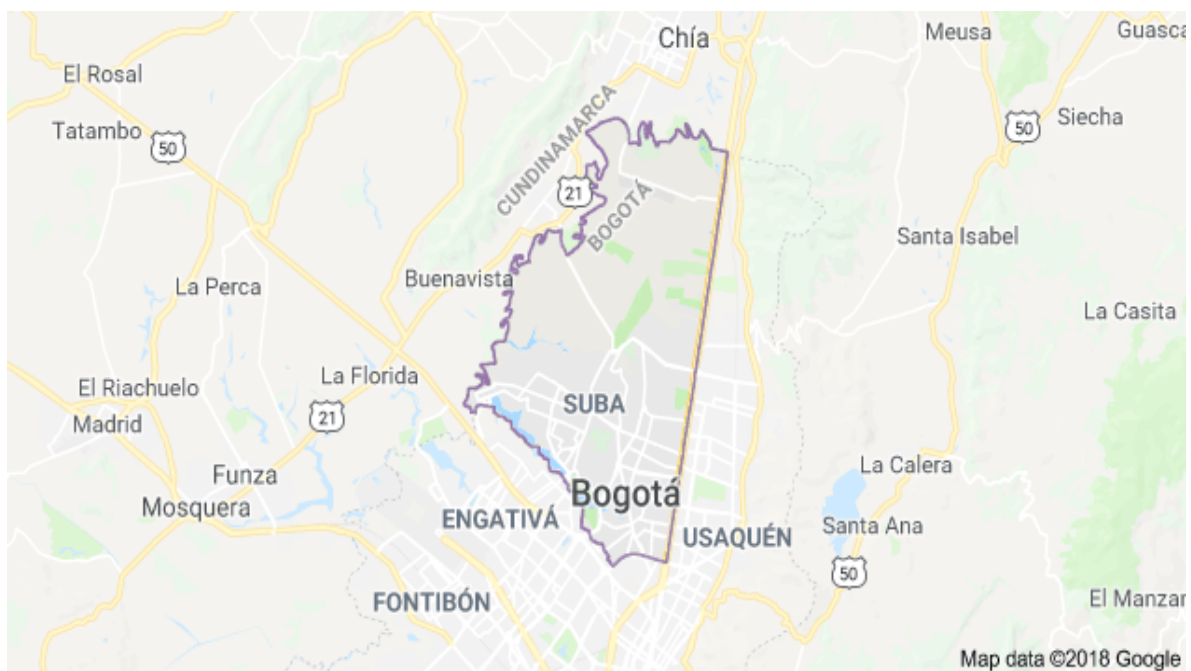 Chía
Meusa
Guasca
El Rosal
Siecha
Tatambo
50
50
CUNDINAMARCA
21
BOGOTÁ
Santa Isabel
La Perca
Buenavista
La Casita
La Florida
El Riachuelo
SUBA
Madrid
21
La Calera
Funza
Bogotá
Mosquera
ENGATIVÁ
Santa Ana
USAQUÉN
50
FONTIBÓN
El Manzan
Map data ©2018 Google